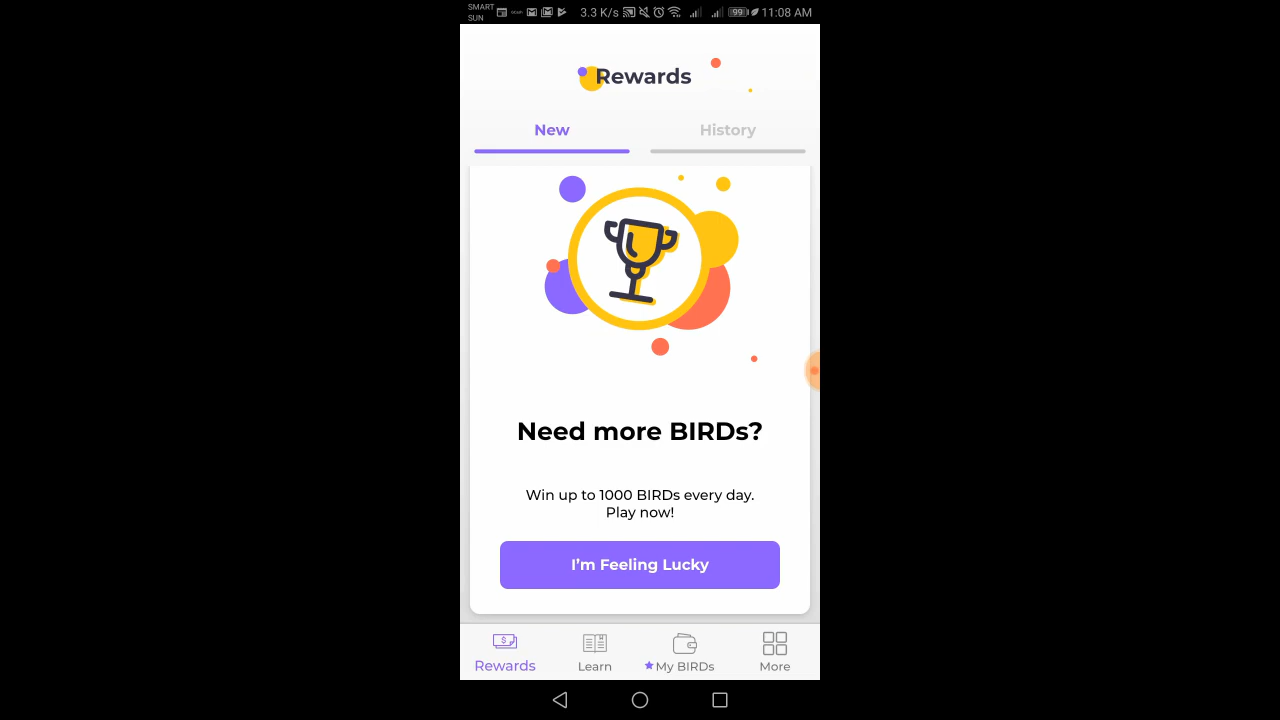 SMART
SUN
3.3 K/s
99
11:08 AM
Rewards
New
History
Need more BIRDs?
Win up to 1000 BIRDs every day.
Play now!
I'm Feeling Lucky
Rewards
Learn
My BIRDs
More